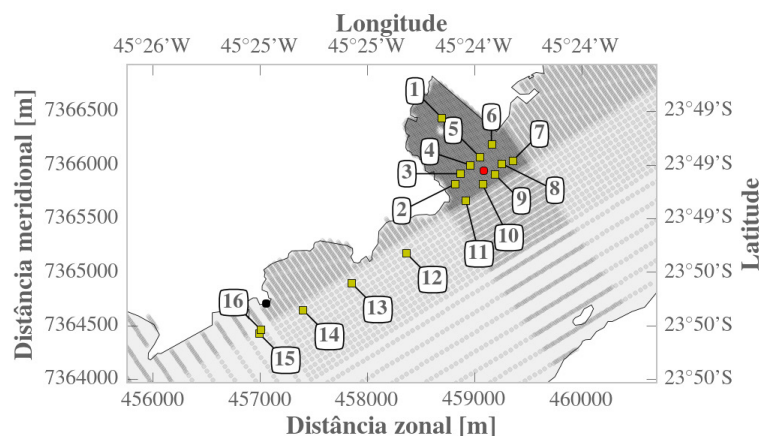 Longitude
45°26’W 45°25’W 45°25’W 45°24’W 45°24’W
Distância meridional [m]
7366500
7366000
7365500
7365000
7364500
7364000
1
6
5
7
4
3
8
2
9
10
11
12
13
16
14
15
23°49’S
23°49’S
23°49’S
23°50’S
23°50’S
23°50’S
Latitude
456000 457000 458000 459000 460000
Distância zonal [m]